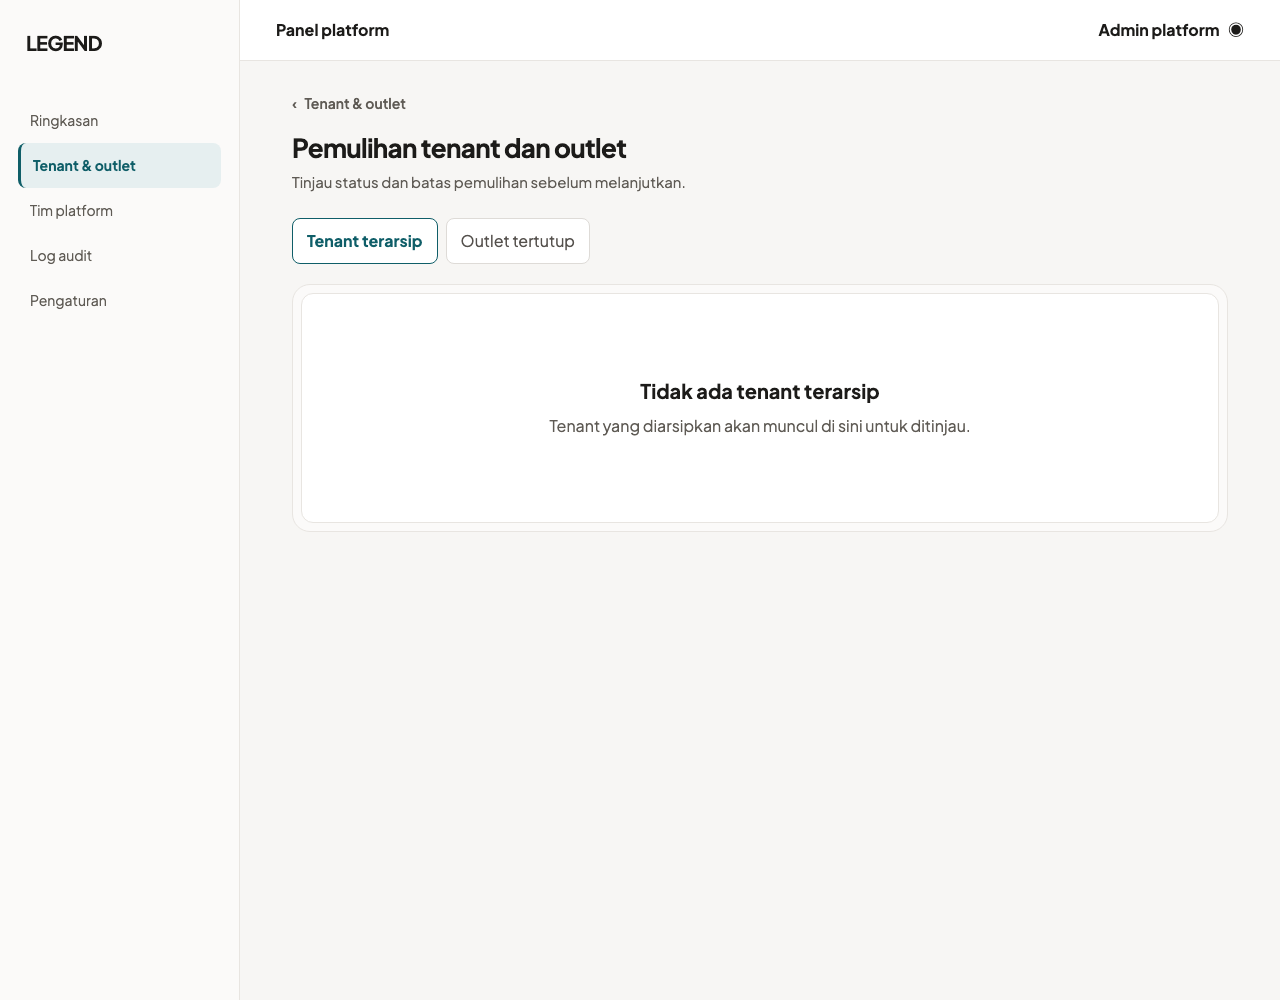 LEGEND
Ringkasan
Tenant & outlet
Tim platform
Log audit
Pengaturan
Panel platform
Admin platform
‹ Tenant & outlet
Pemulihan tenant dan outlet
Tinjau status dan batas pemulihan sebelum melanjutkan.
Tenant terarsip
Outlet tertutup
Tidak ada tenant terarsip
Tenant yang diarsipkan akan muncul di sini untuk ditinjau.